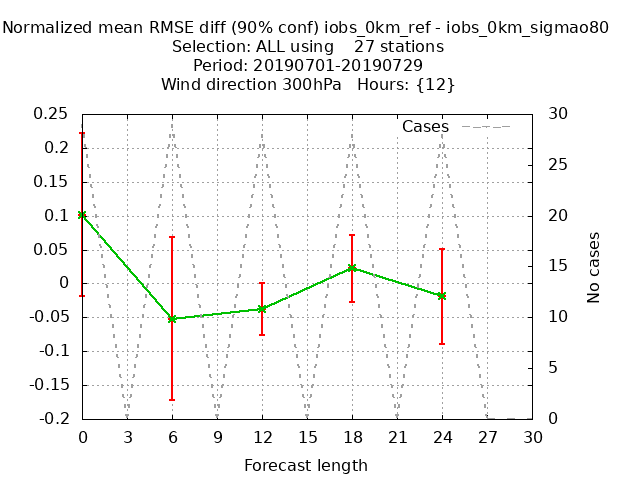 Normalized mean RMSE diff (90% conf) iobs_0km_ref - iobs_0km_sigmao80
Selection: ALL using 27 stations
Period: 20190701-20190729
Wind direction 300hPa Hours: {12}
Cases
0.25
0.2
0.15
0.1
0.05
0
-0.05
-0.1
-0.15
-0.2
30
25
20
15
10
5
0
No cases
0 3 6 9 12 15 18 21 24 27 30
Forecast length